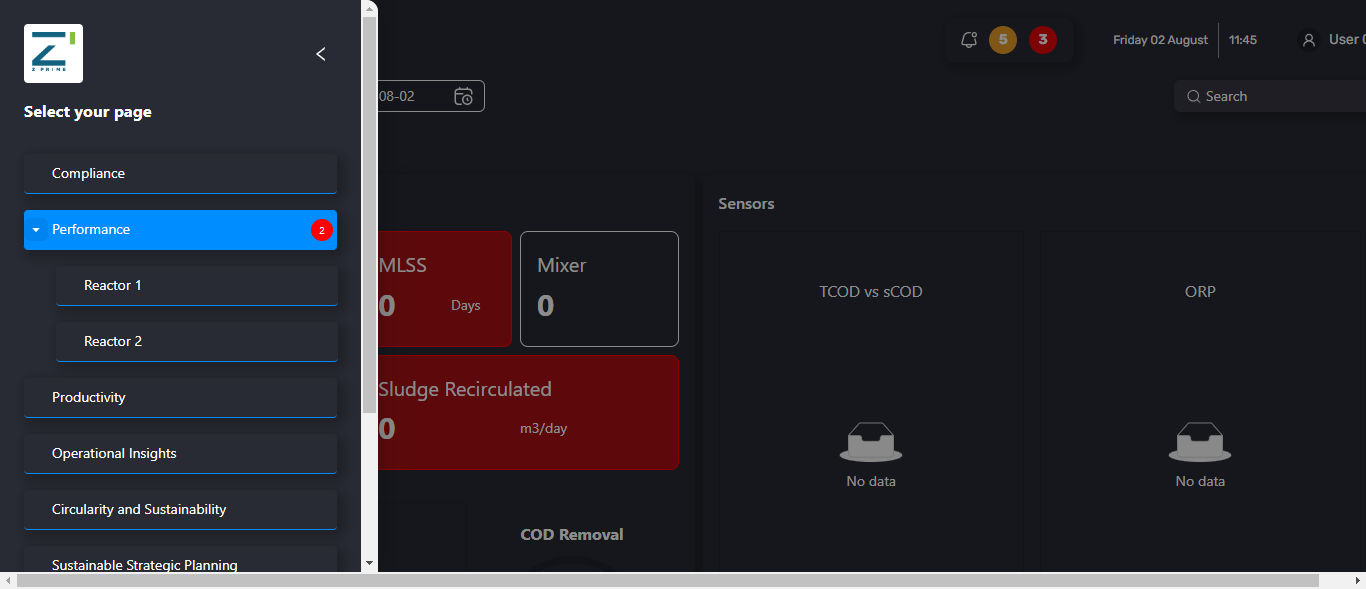 Z PRIME
Select your page
Compliance
Performance
2
Reactor 1
Reactor 2
Productivity
Operational Insights
Circularity and Sustainability
Sustainable Strategic Planning
5
3
Friday 02 August
11:45
User
08-02
Search
MLSS
0
Days
Mixer
0
Sludge Recirculated
0
m3/day
COD Removal
Sensors
TCOD vs sCOD
No data
ORP
No data